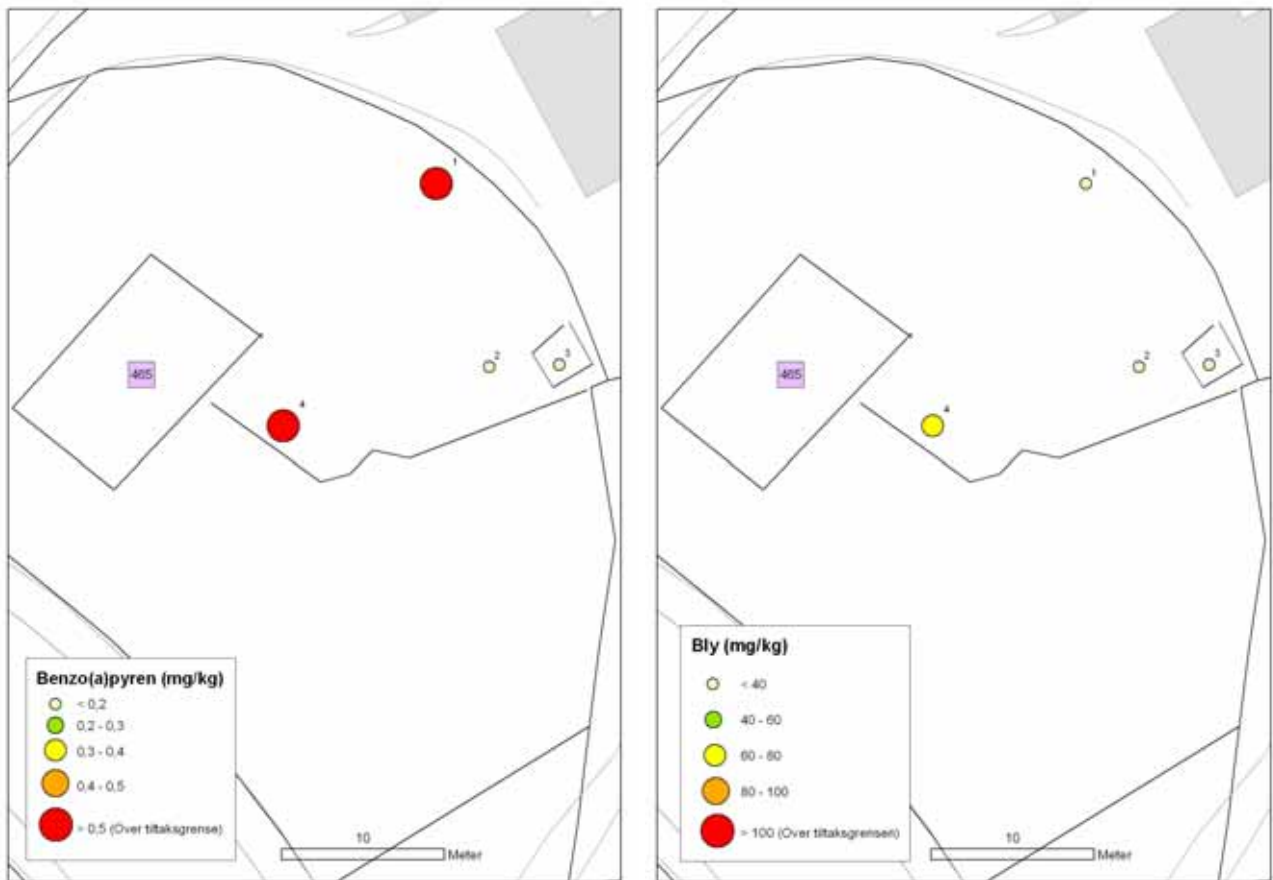 1
2
3
465
4
Benzo(a)pyren (mg/kg)
< 0,2
0,2 - 0,3
0,3 - 0,4
0,4 - 0,5
> 0,5 (Over tiltaksgrense)
10
Meter
1
2
3
465
4
Bly (mg/kg)
< 40
40 - 60
60 - 80
80 - 100
> 100 (Over tiltaksgrensen)
10
Meter